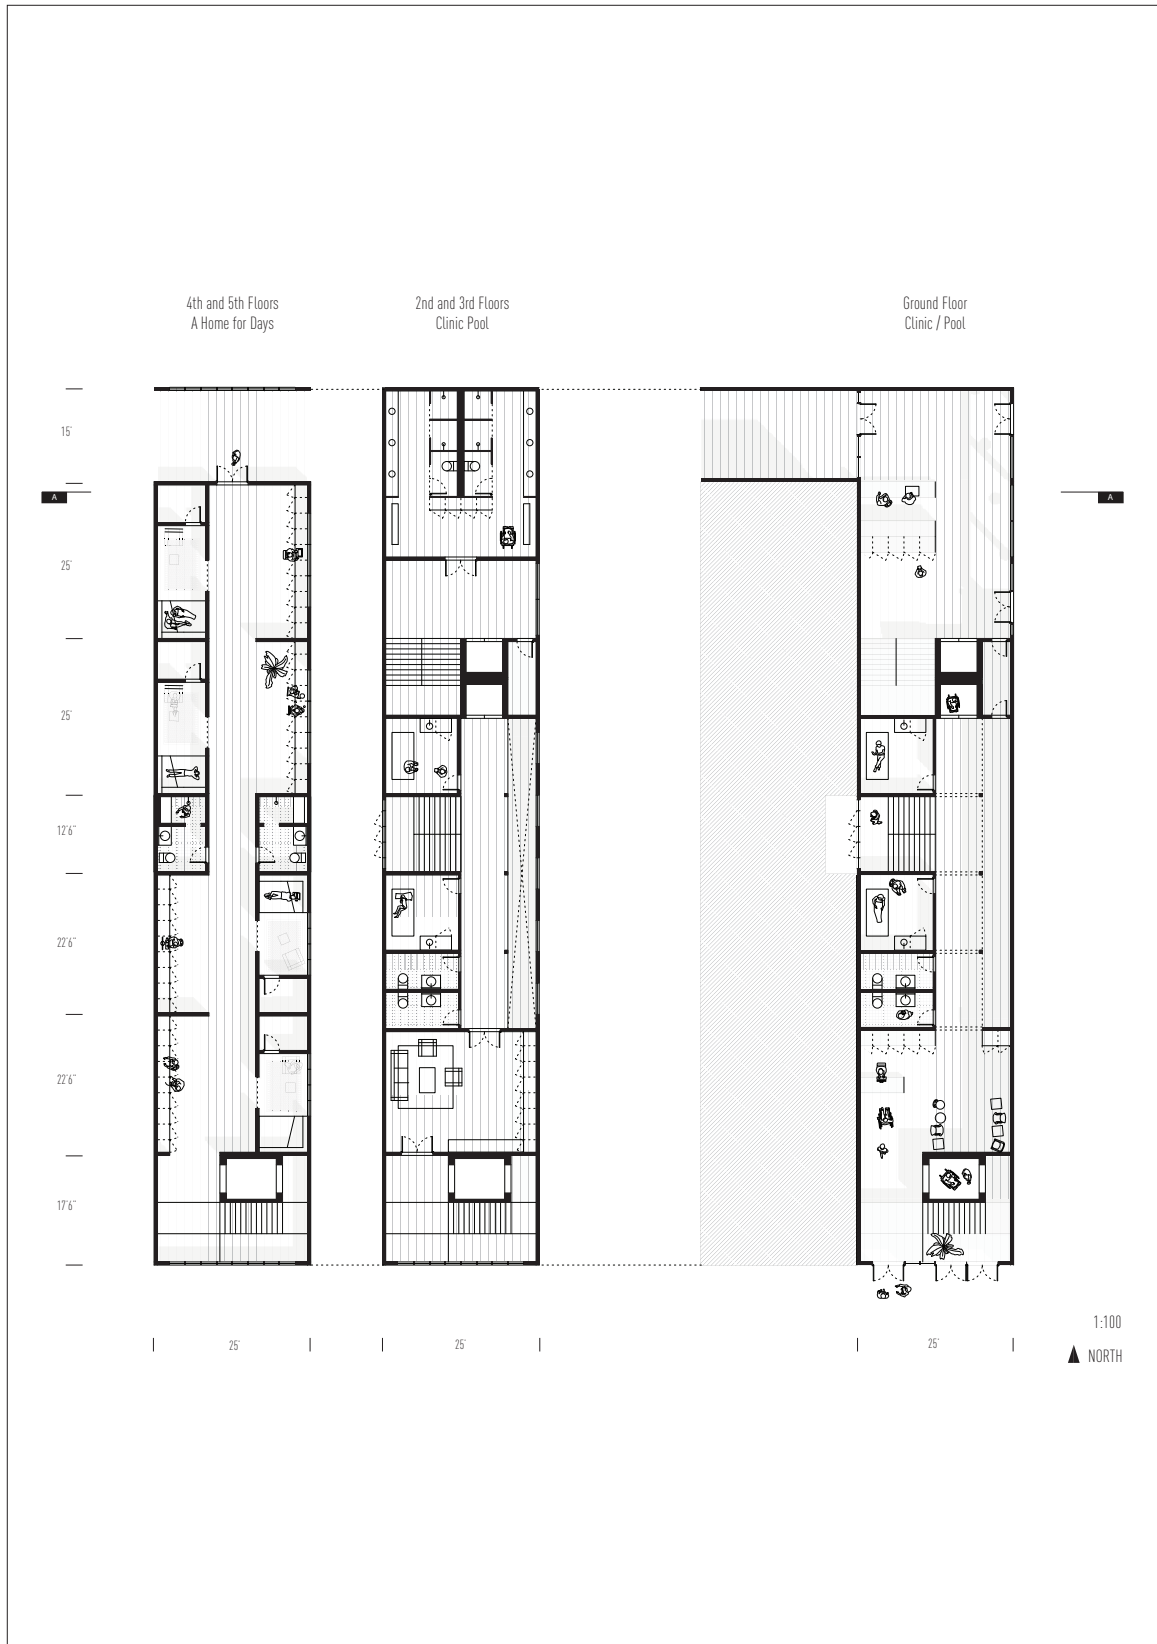 4th and 5th Floors
A Home for Days
2nd and 3rd Floors
Clinic Pool
Ground Floor
Clinic / Pool
15'
A
A
25'
25'
12'6"
22'6"
22'6"
17'6"
25'
25'
25'
1:100
NORTH